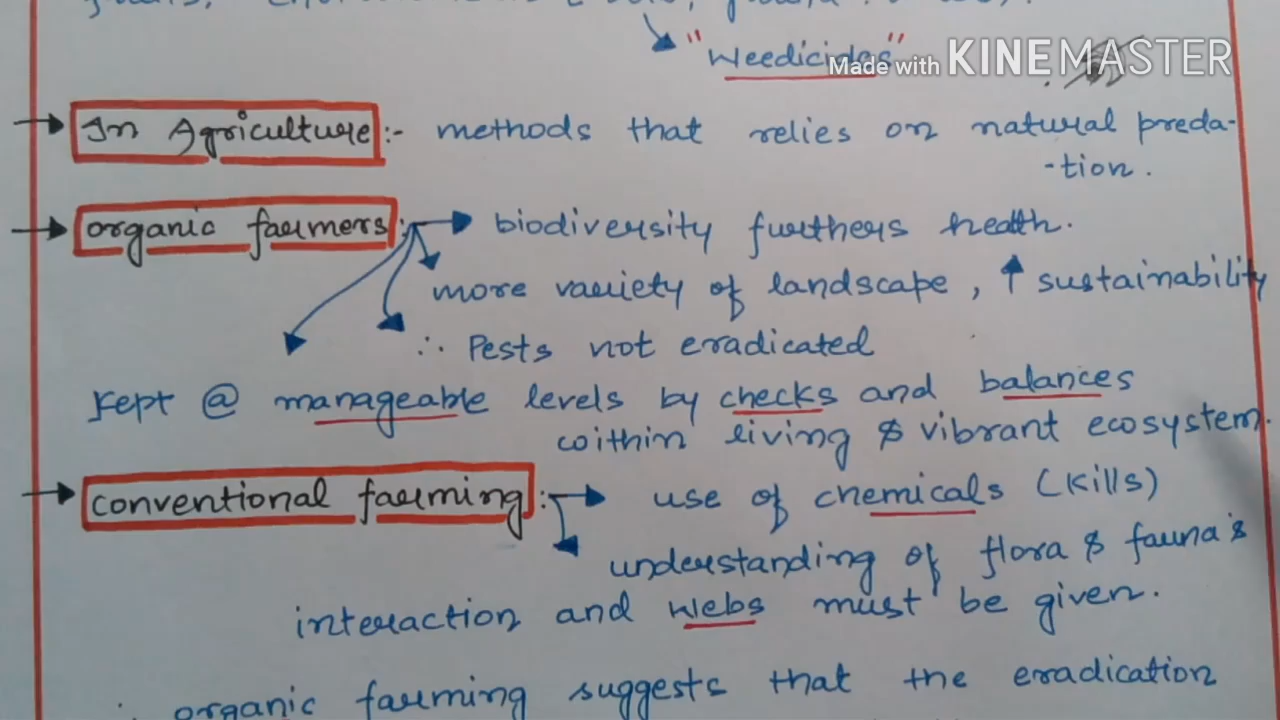 "Weedicides"
Made with KINEMASTER
→ In Agriculture :- methods that relies on natural preda-
-tion.
→ organic farmers :→ biodiversity furthers health.
more variety of landscape, ↑ sustainability
∴ Pests not eradicated
kept @ manageable levels by checks and balances
within living & vibrant ecosystem.
→ conventional farming :→ use of chemicals (kills)
understanding of flora & fauna's
interaction and webs must be given.
organic farming suggests that the eradication